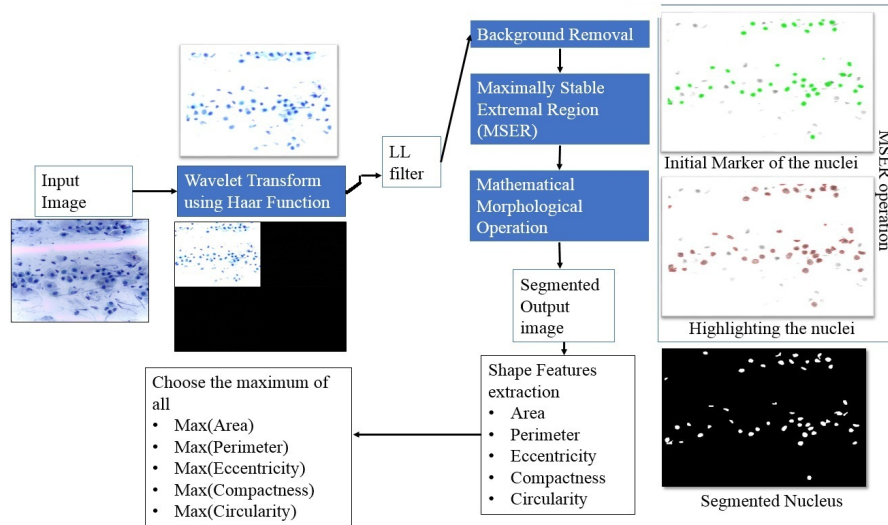 Input
Image
Wavelet Transform
using Haar Function
LL
filter
Background Removal
Maximally Stable
Extremal Region
(MSER)
Mathematical
Morphological
Operation
Segmented
Output
image
Shape Features
extraction
• Area
• Perimeter
• Eccentricity
• Compactness
• Circularity
Choose the maximum of
all
• Max(Area)
• Max(Perimeter)
• Max(Eccentricity)
• Max(Compactness)
• Max(Circularity)
Initial Marker of the nuclei
Highlighting the nuclei
MSER operation
Segmented Nucleus